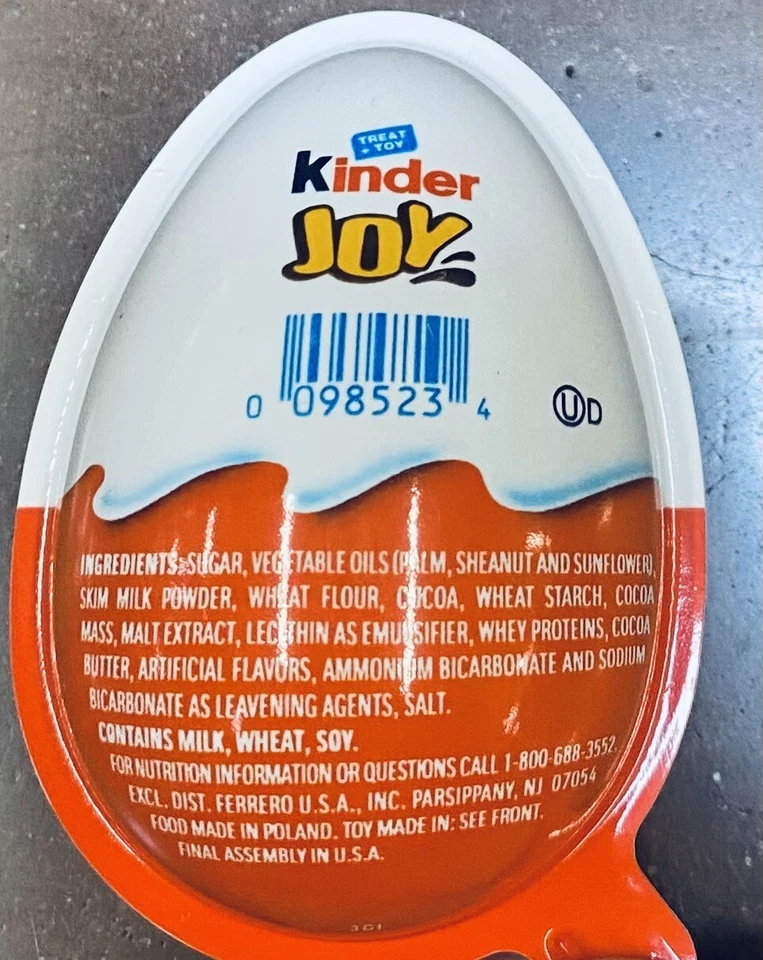 TREAT
+ TOY
Kinder
JOY
0 098523 4
UD
INGREDIENTS: SUGAR, VEGETABLE OILS (PALM, SHEANUT AND SUNFLOWER),
SKIM MILK POWDER, WHEAT FLOUR, COCOA, WHEAT STARCH, COCOA
MASS, MALT EXTRACT, LECITHIN AS EMULSIFIER, WHEY PROTEINS, COCOA
BUTTER, ARTIFICIAL FLAVORS, AMMONIUM BICARBONATE AND SODIUM
BICARBONATE AS LEAVENING AGENTS, SALT.
CONTAINS MILK, WHEAT, SOY.
FOR NUTRITION INFORMATION OR QUESTIONS CALL 1-800-688-3552.
EXCL. DIST. FERRERO U.S.A., INC. PARSIPPANY, NJ 07054
FOOD MADE IN POLAND. TOY MADE IN: SEE FRONT.
FINAL ASSEMBLY IN U.S.A.